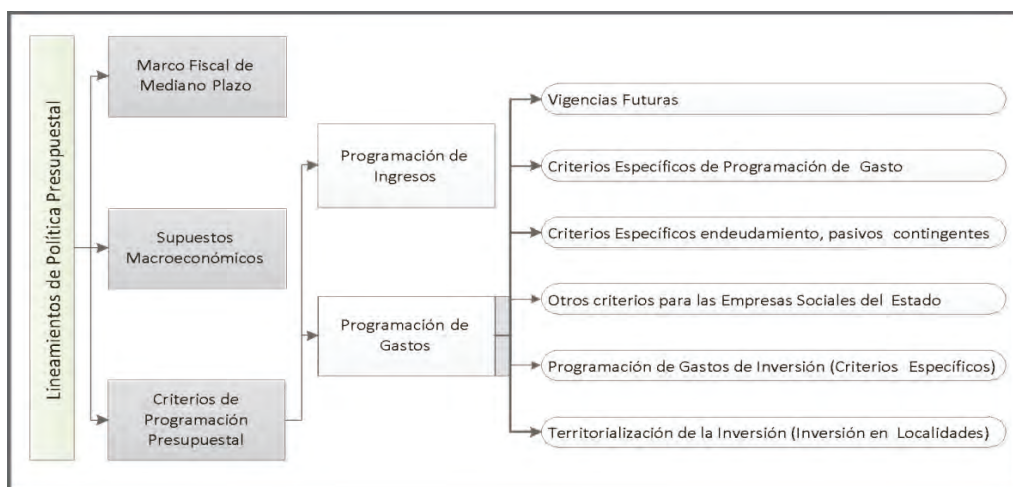 Lineamientos de Política Presupuestal
Marco Fiscal de
Mediano Plazo
Supuestos
Macroeconómicos
Criterios de
Programación
Presupuestal
Programación de
Ingresos
Programación de
Gastos
Vigencias Futuras
Criterios Específicos de Programación de Gasto
Criterios Específicos endeudamiento, pasivos contingentes
Otros criterios para las Empresas Sociales del Estado
Programación de Gastos de Inversión (Criterios Específicos)
Territorialización de la Inversión (Inversión en Localidades)